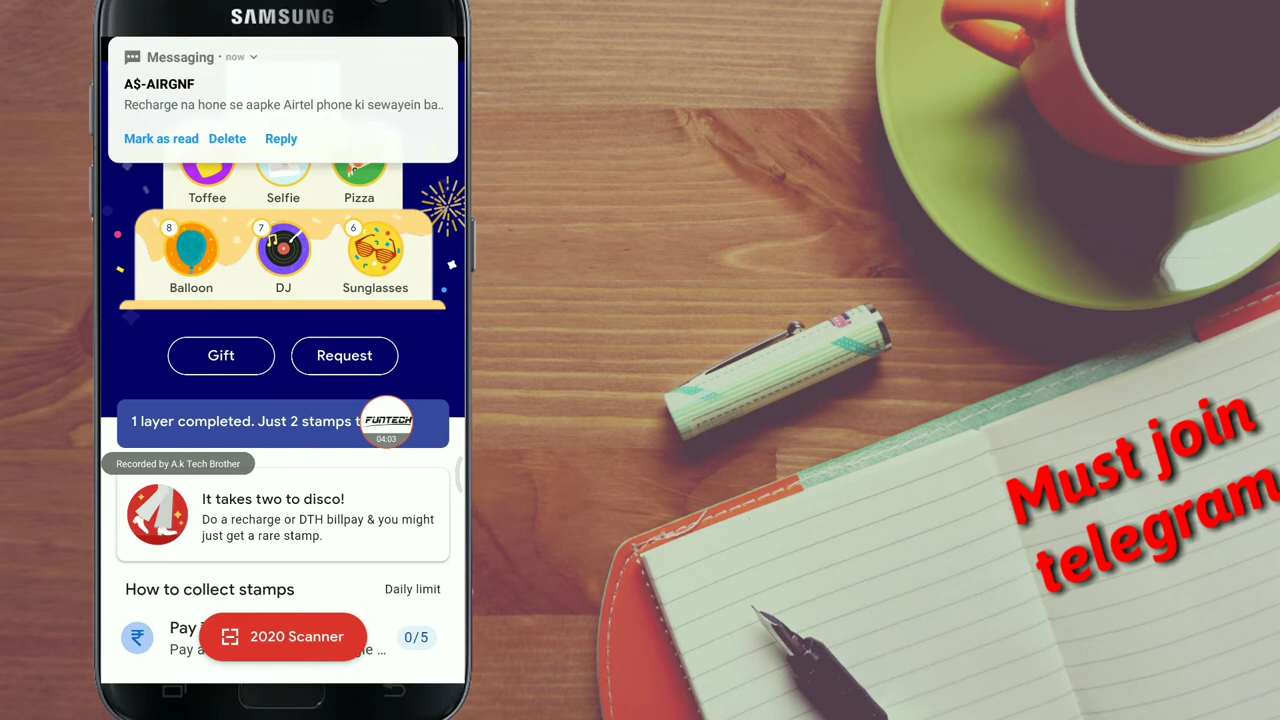 SAMSUNG
Messaging · now
A$-AIRGNF
Recharge na hone se aapke Airtel phone ki sewayein ba..
Mark as read Delete Reply
Toffee Selfie Pizza
8 7 6
Balloon DJ Sunglasses
Gift Request
1 layer completed. Just 2 stamps
FUNTECH
04:03
Recorded by A.k Tech Brother
It takes two to disco!
Do a recharge or DTH billpay & you might
just get a rare stamp.
How to collect stamps Daily limit
Pay
2020 Scanner
0/5
Pay
Must join
telegram